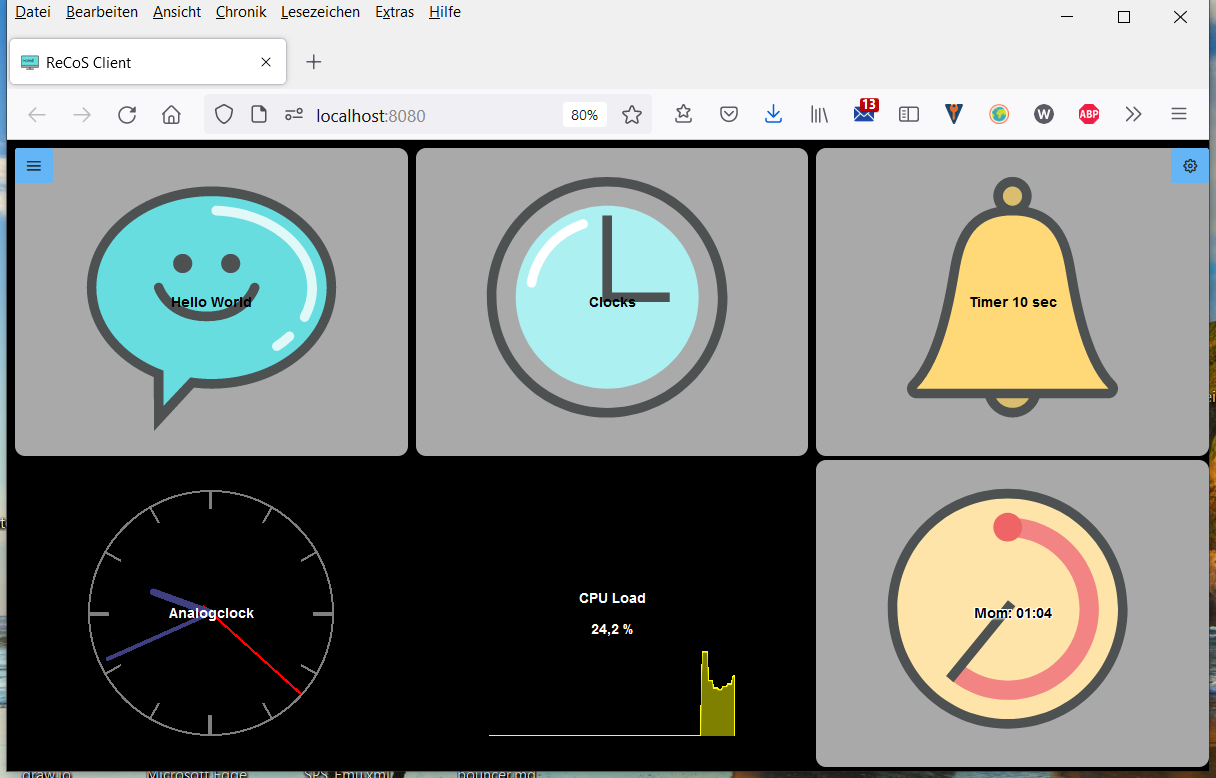 Datei Bearbeiten Ansicht Chronik Lesezeichen Extras Hilfe
ReCoS Client
localhost:8080 80% 13 W ABP
Hello World
Clocks
Timer 10 sec
Analogclock
CPU Load
24,2 %
Mom: 01:04
draw.io Microsoft Edge SPS_Emu.xml bouncer.md